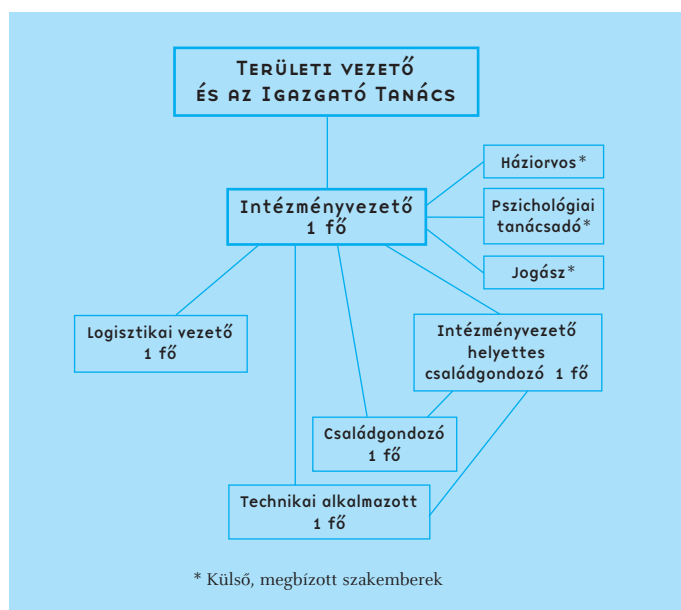 Területi vezető
és az Igazgató Tanács
Háziorvos*
Intézményvezető
1 fő
Pszichológiai
tanácsadó*
Jogász*
Logisztikai vezető
1 fő
Intézményvezető
helyettes
családgondozó 1 fő
Családgondozó
1 fő
Technikai alkalmazott
1 fő
* Külső, megbízott szakemberek